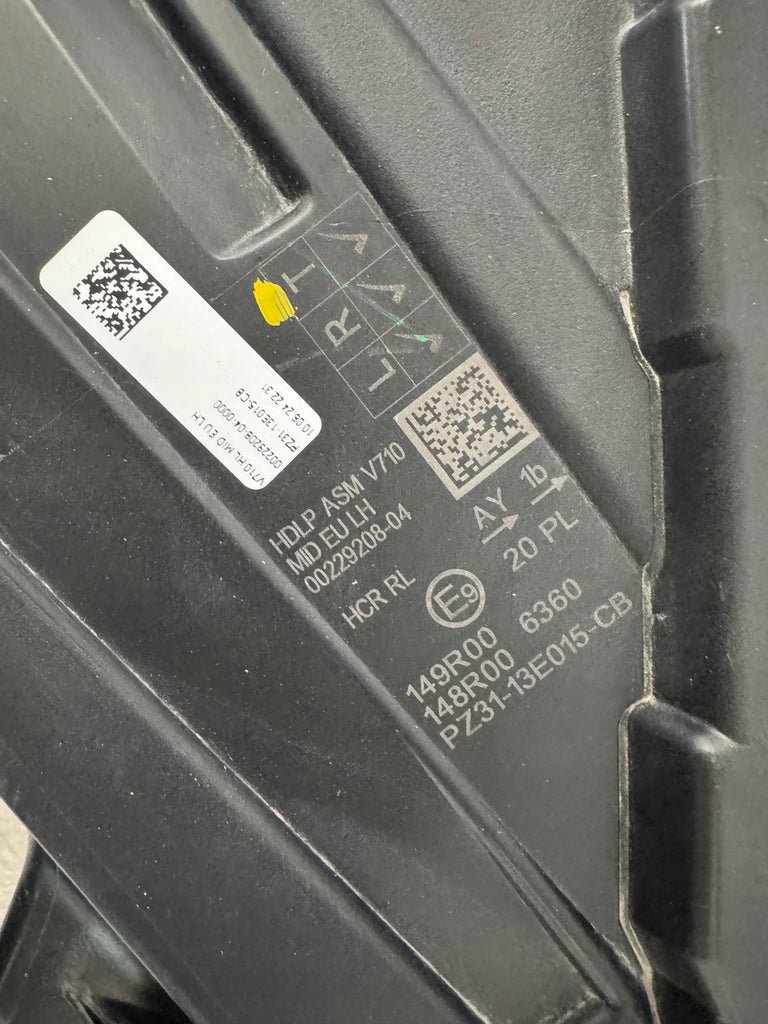 V710 HL MID EU LH
00229208-04-0000
PZ31-13E015-CB
10.06.24 22:31
T
R
L
HDLP ASM V710
MID EU LH
00229208-04
HCR RL
E9
AY 1b
20 PL
149R00
148R00 6360
PZ31-13E015-CB